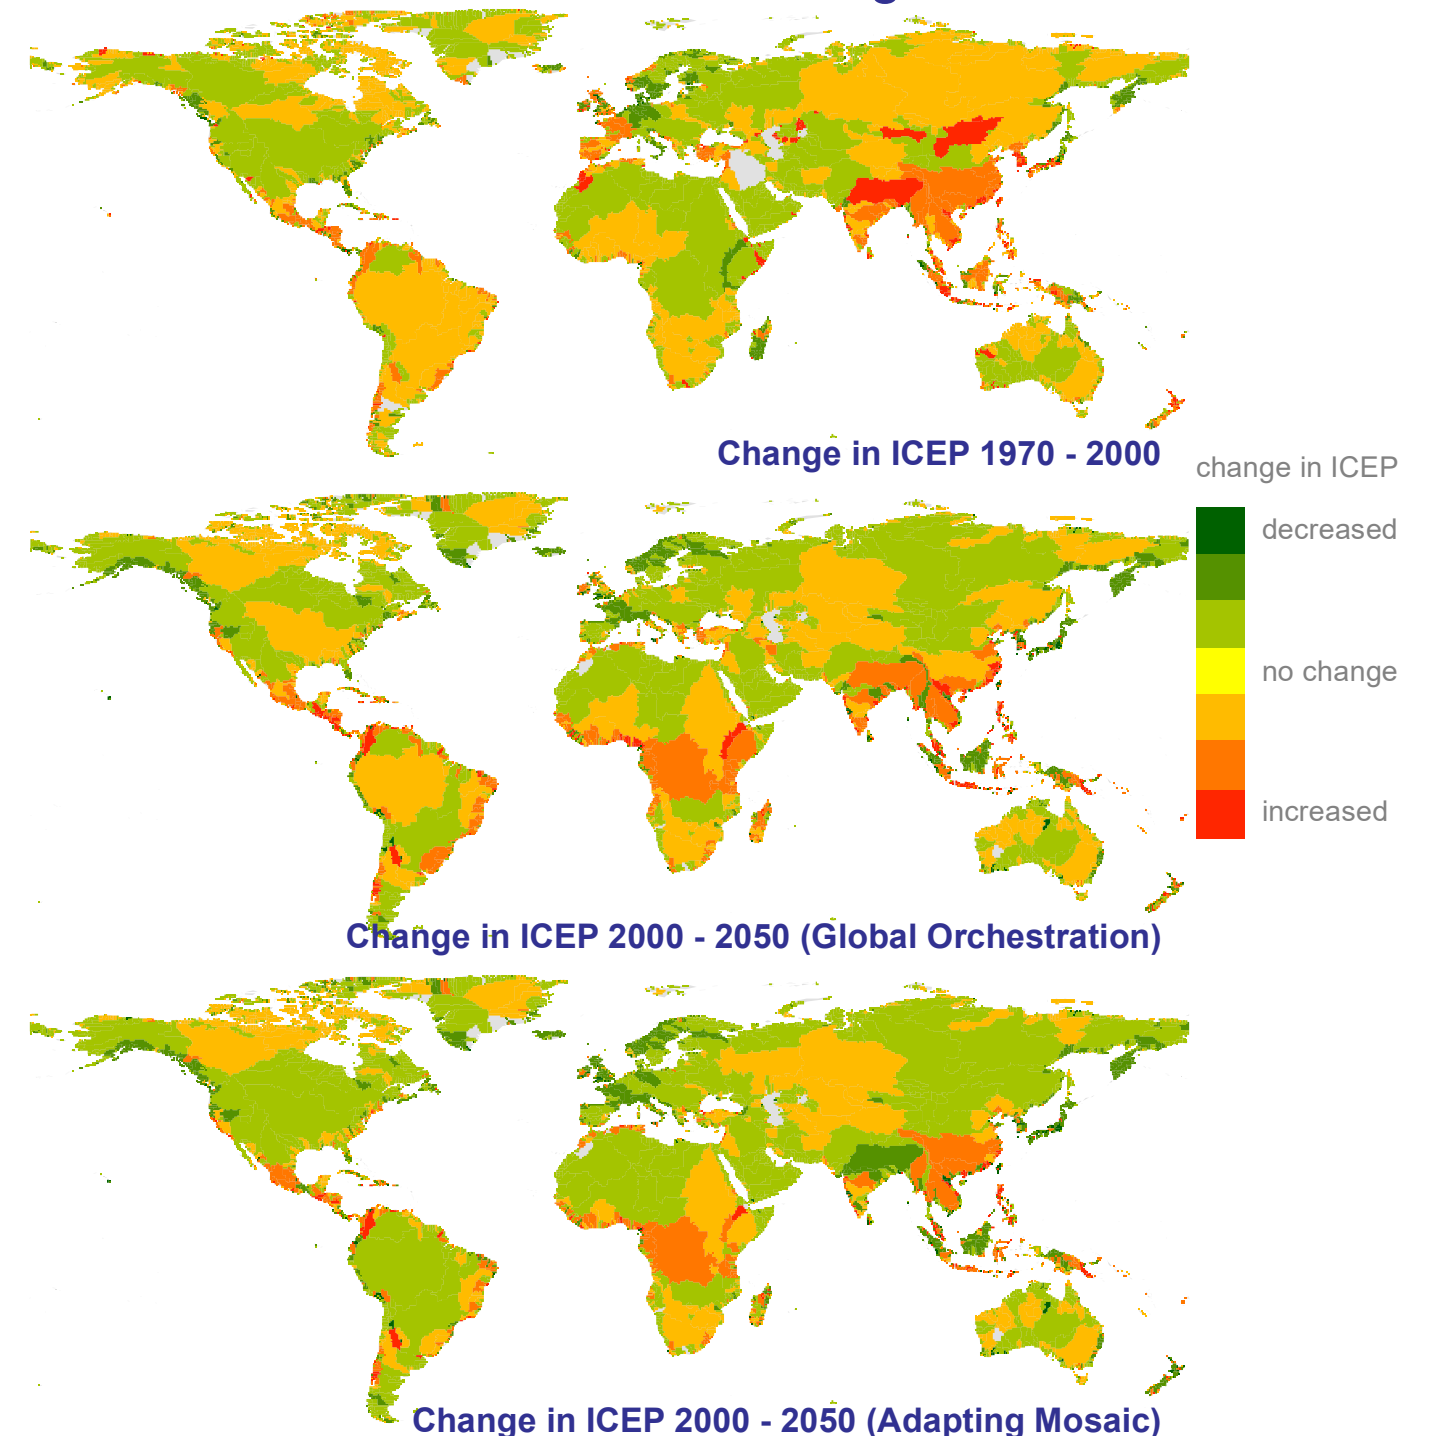 Change in ICEP 1970 - 2000
change in ICEP
decreased
no change
increased
Change in ICEP 2000 - 2050 (Global Orchestration)
Change in ICEP 2000 - 2050 (Adapting Mosaic)